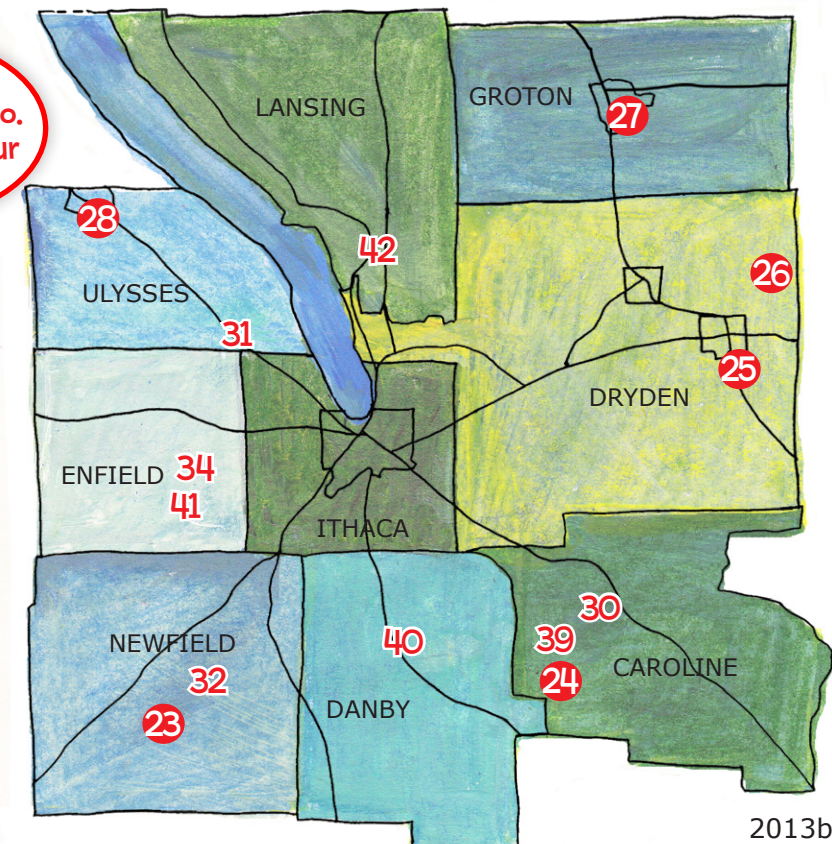 o.
ur
LANSING
GROTON
27
28
42
26
ULYSSES
31
25
DRYDEN
ENFIELD 34
41
ITHACA
30
NEWFIELD
40
39
32
24
CAROLINE
23
DANBY
2013b